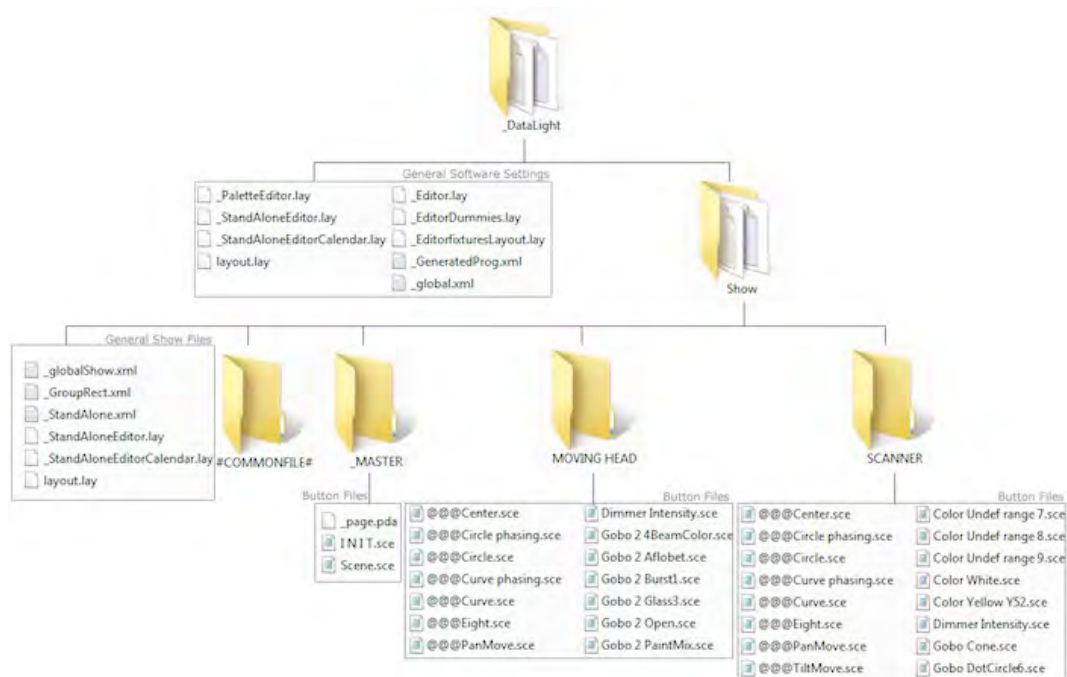 _DataLight
General Software Settings
_PaletteEditor.lay
_StandAloneEditor.lay
_StandAloneEditorCalendar.lay
layout.lay
_Editor.lay
_EditorDummies.lay
_EditorfixturesLayout.lay
_GeneratedProg.xml
_global.xml
Show
General Show Files
_globalShow.xml
_GroupRect.xml
_StandAlone.xml
_StandAloneEditor.lay
_StandAloneEditorCalendar.lay
layout.lay
#COMMONFILE#
_MASTER
MOVING HEAD
SCANNER
Button Files
_page.pda
I N I T.sce
Scene.sce
Button Files
@@@Center.sce
@@@Circle phasing.sce
@@@Circle.sce
@@@Curve phasing.sce
@@@Curve.sce
@@@Eight.sce
@@@PanMove.sce
Dimmer Intensity.sce
Gobo 2 4BeamColor.sce
Gobo 2 Aflobet.sce
Gobo 2 Burst1.sce
Gobo 2 Glass3.sce
Gobo 2 Open.sce
Gobo 2 PaintMix.sce
Button Files
@@@Center.sce
@@@Circle phasing.sce
@@@Circle.sce
@@@Curve phasing.sce
@@@Curve.sce
@@@Eight.sce
@@@PanMove.sce
@@@TiltMove.sce
Color Undef range 7.sce
Color Undef range 8.sce
Color Undef range 9.sce
Color White.sce
Color Yellow Y52.sce
Dimmer Intensity.sce
Gobo Cone.sce
Gobo DotCircle6.sce